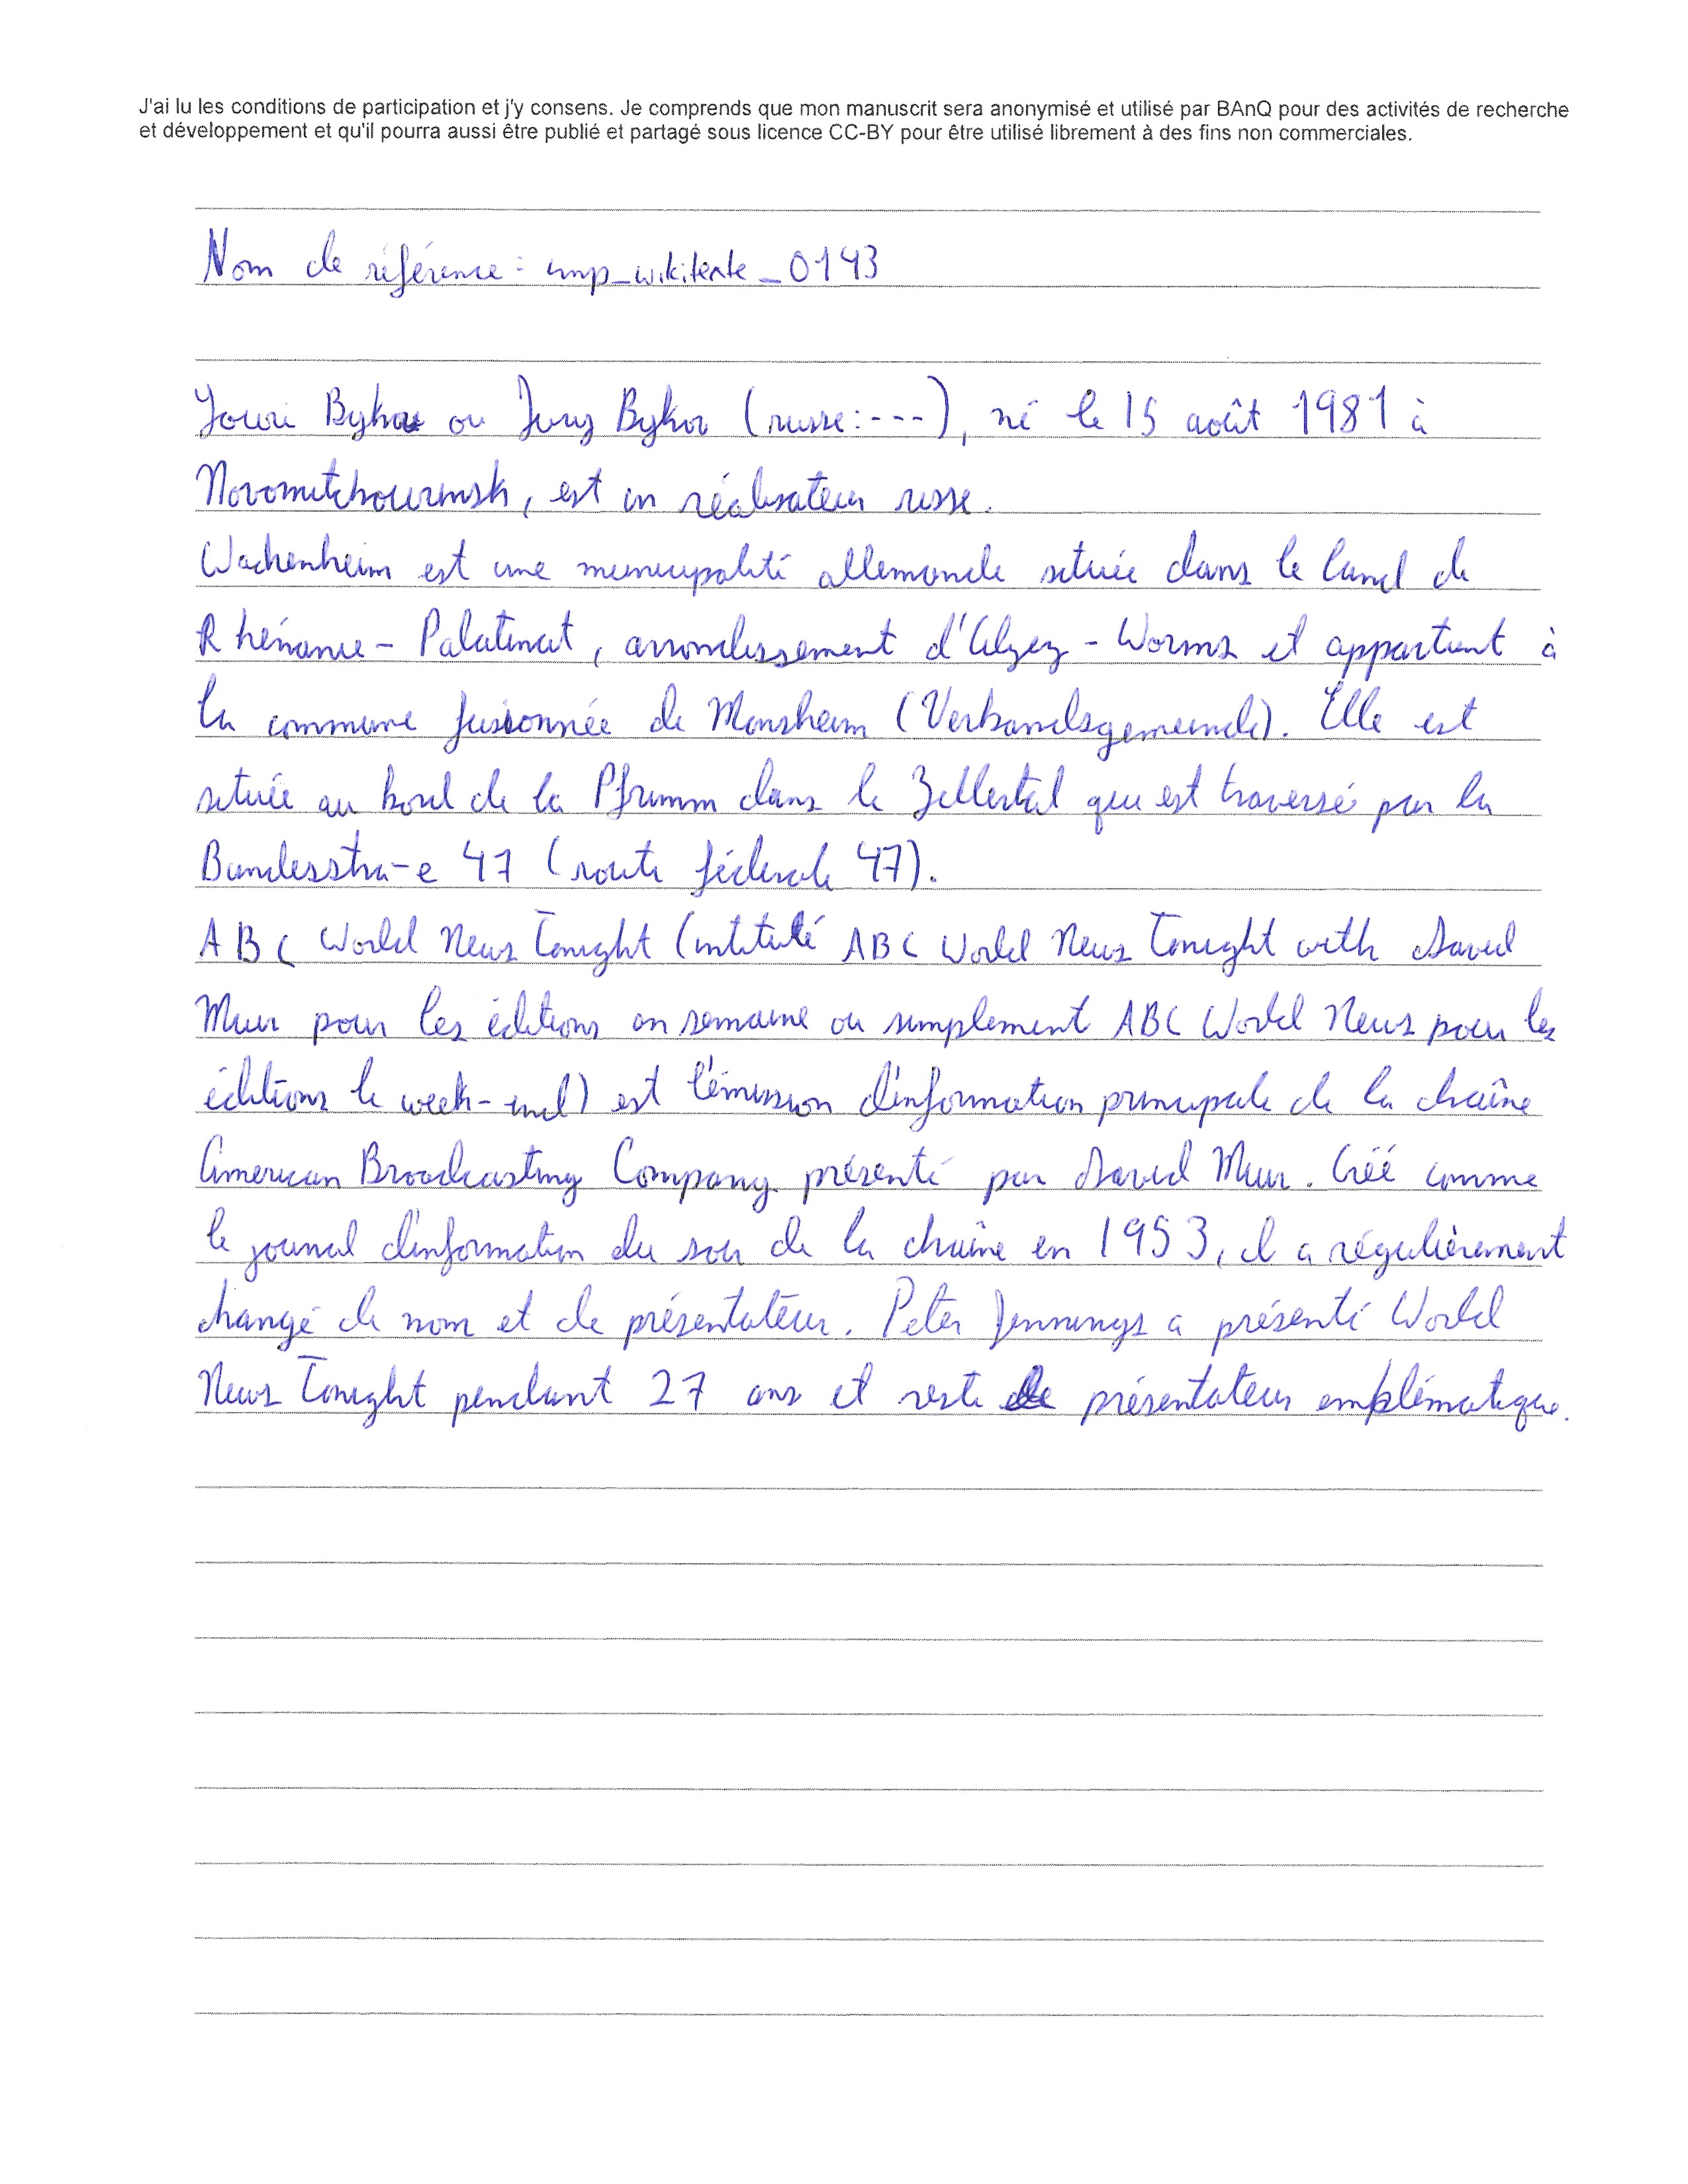 J'ai lu les conditions de participation et j'y consens. Je comprends que mon manuscrit sera anonymisé et utilisé par BAnQ pour des activités de recherche
et développement et qu'il pourra aussi être publié et partagé sous licence CC-BY pour être utilisé librement à des fins non commerciales.
Nom de référence : cmp_wikitexte_0143
Youri Bykov ou Jury Bykov (russe:---), né le 15 août 1981 à
Novomitchourinsk, est un réalisateur russe.
Wachenheim est une municipalité allemande située dans le land de
Rhénanie-Palatinat, arrondissement d'Alzey-Worms et appartient à
la commune fusionnée de Monsheim (Verbandsgemeinde). Elle est
située au bord de la Pfrimm dans le Zellertal qui est traversé par la
Bundesstra-e 47 (route fédérale 47).
ABC World News Tonight (intitulé ABC World News Tonight with David
Muir pour les éditions en semaine ou simplement ABC World News pour les
éditions le week-end) est l'émission d'information principale de la chaîne
American Broadcasting Company présenté par David Muir. Créé comme
le journal d'information du soir de la chaîne en 1953, il a régulièrement
changé de nom et de présentateur. Peter Jennings a présenté World
News Tonight pendant 27 ans et reste le présentateur emblématique.